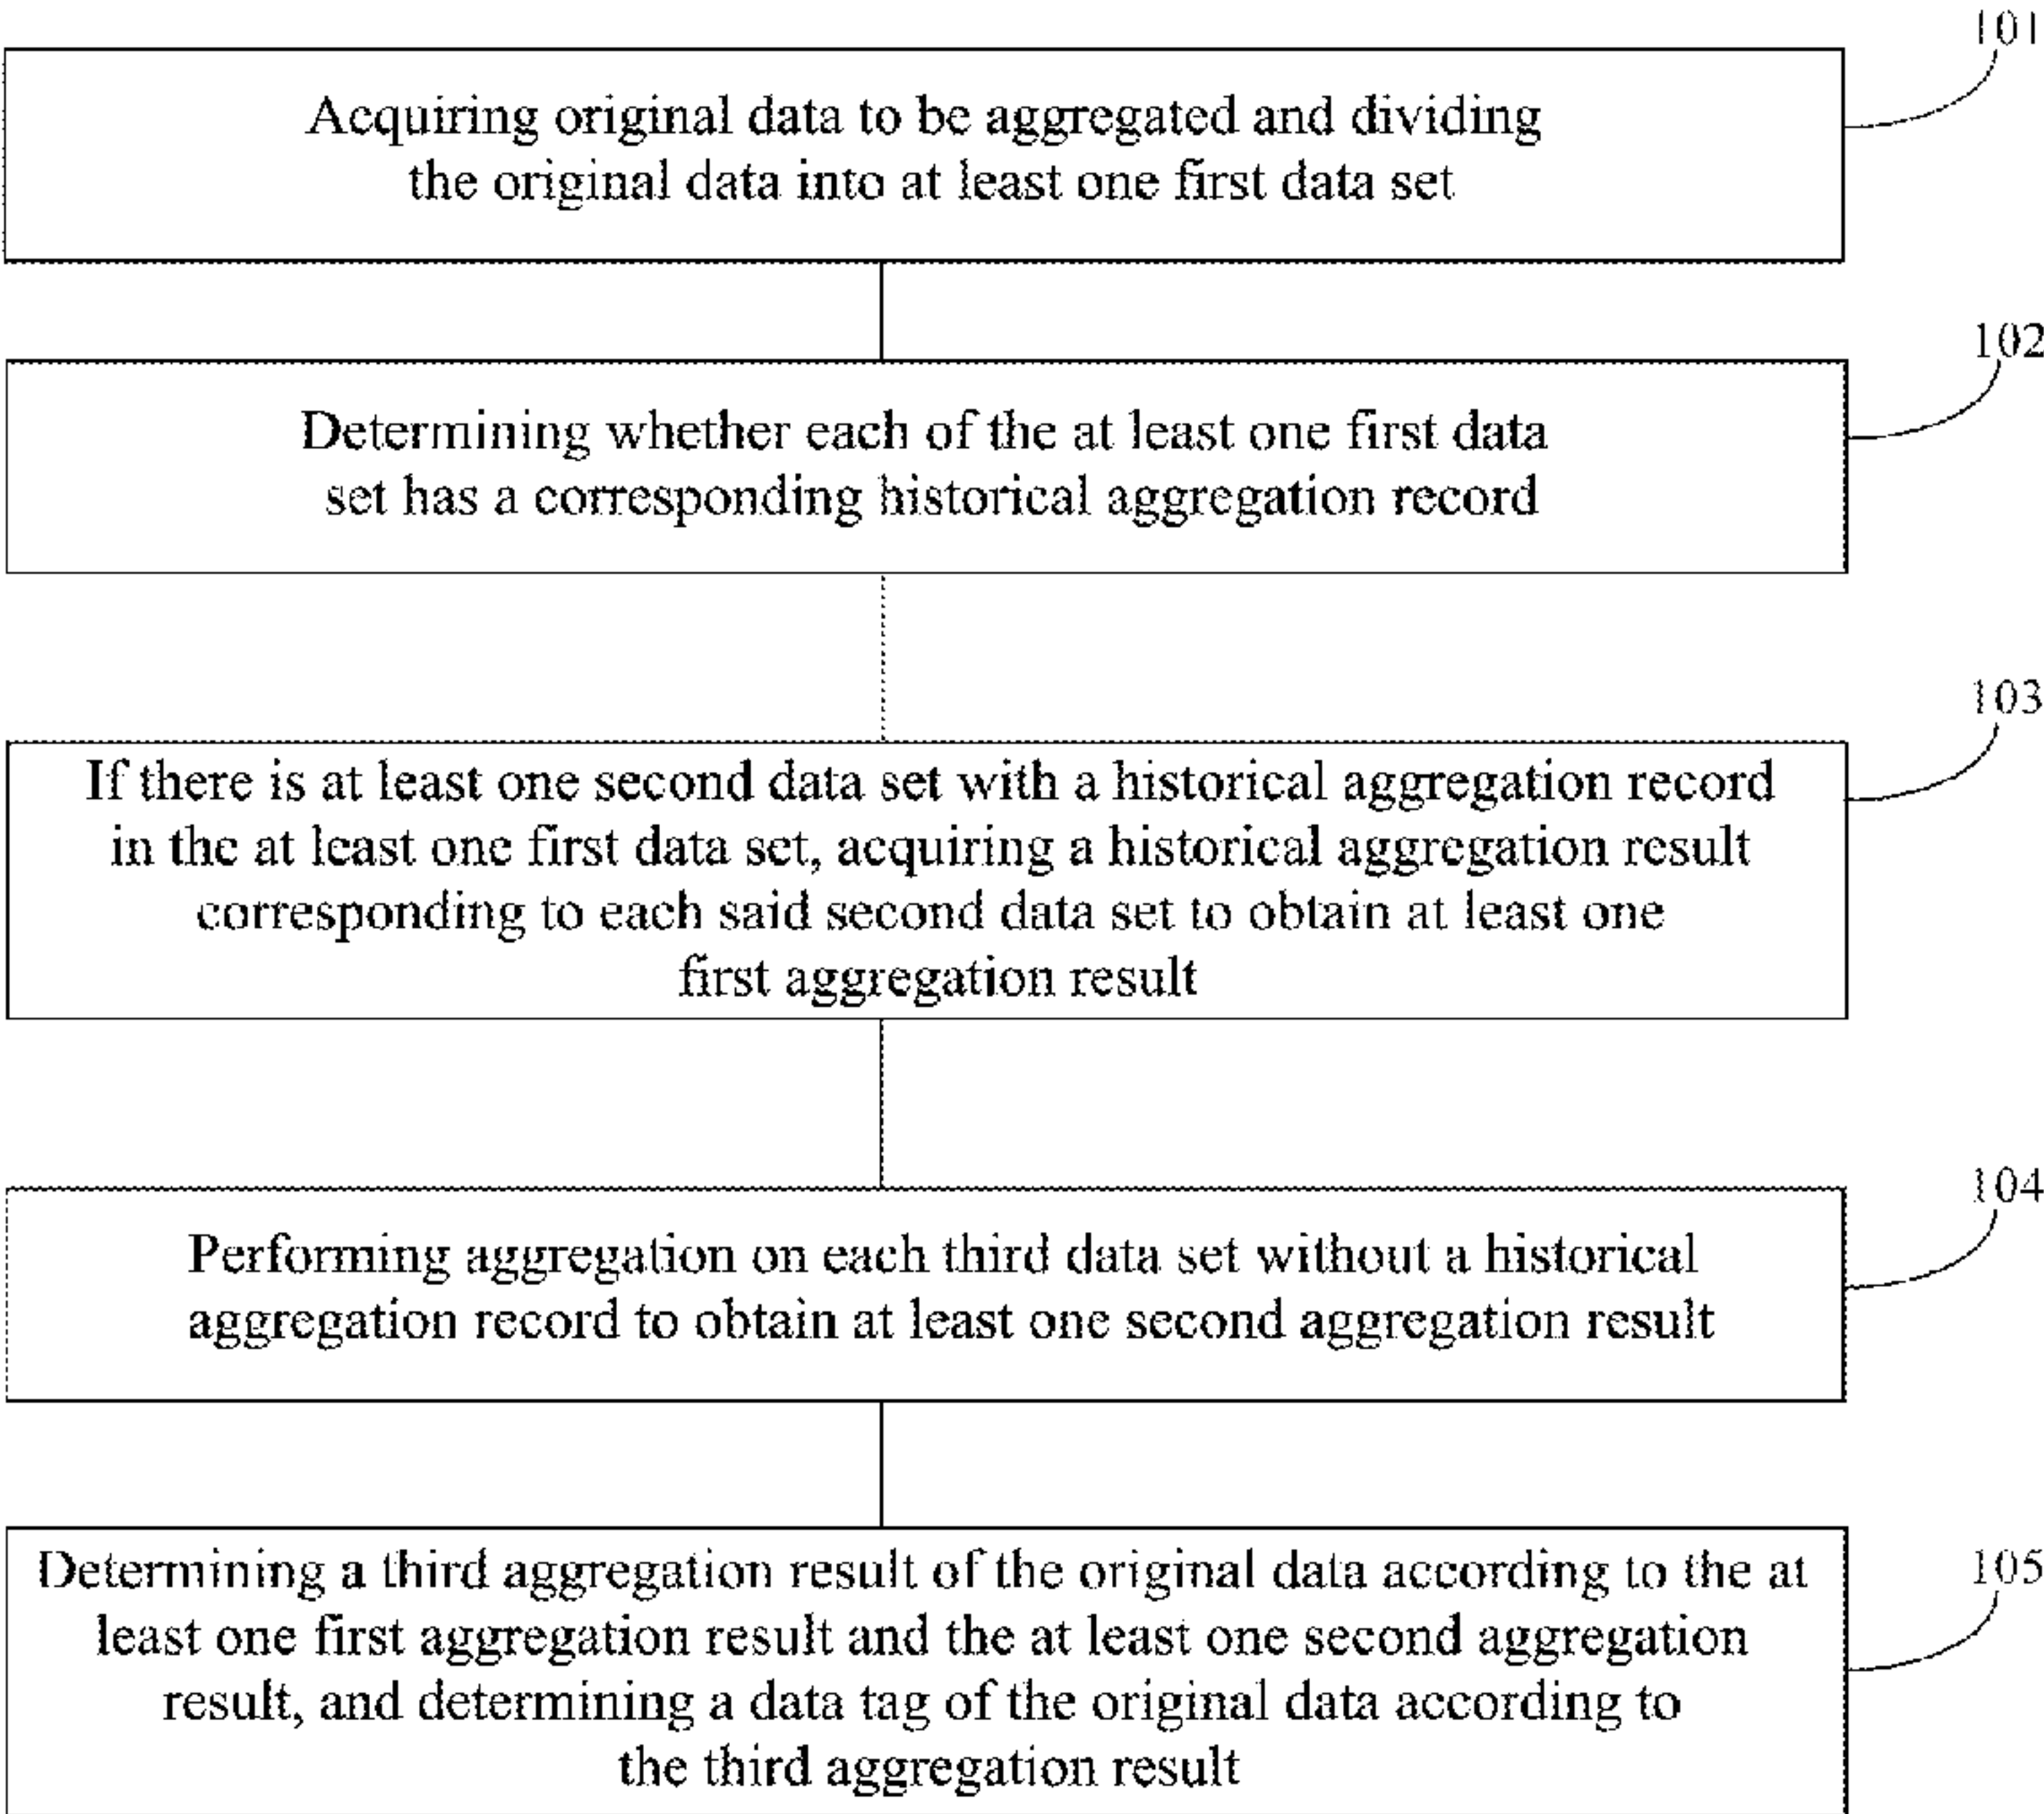 101
Acquiring original data to be aggregated and dividing
the original data into at least one first data set
102
Determining whether each of the at least one first data
set has a corresponding historical aggregation record
103
If there is at least one second data set with a historical aggregation record
in the at least one first data set, acquiring a historical aggregation result
corresponding to each said second data set to obtain at least one
first aggregation result
104
Performing aggregation on each third data set without a historical
aggregation record to obtain at least one second aggregation result
105
Determining a third aggregation result of the original data according to the at
least one first aggregation result and the at least one second aggregation
result, and determining a data tag of the original data according to
the third aggregation result